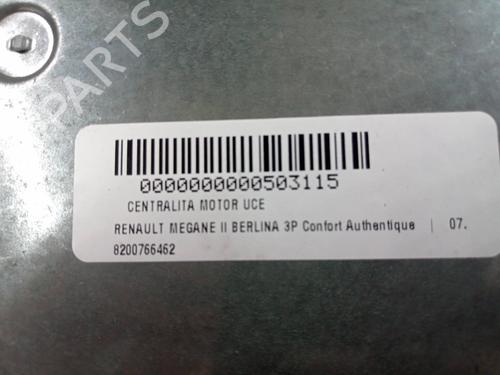 PARTS
0000000000503115
CENTRALITA MOTOR UCE
RENAULT MEGANE II BERLINA 3P Confort Authentique | 07.
8200766462